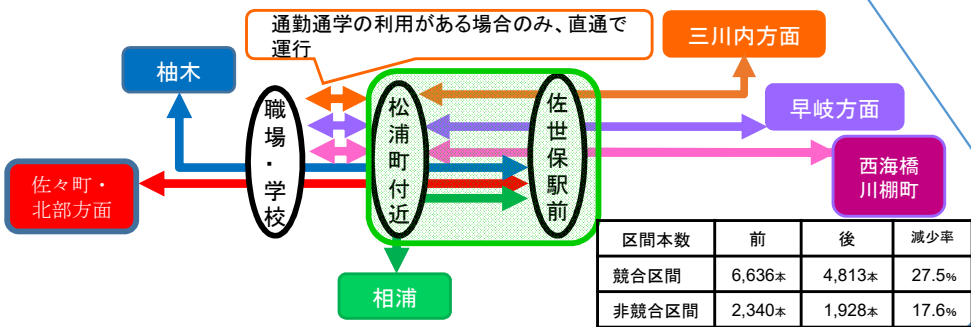 通勤通学の利用がある場合のみ、直通で
運行
三川内方面
柚木
職場・学校
松浦町付近
佐世保駅前
早岐方面
佐々町・
北部方面
西海橋
川棚町
相浦
区間本数 前 後 減少率
競合区間 6,636本 4,813本 27.5%
非競合区間 2,340本 1,928本 17.6%